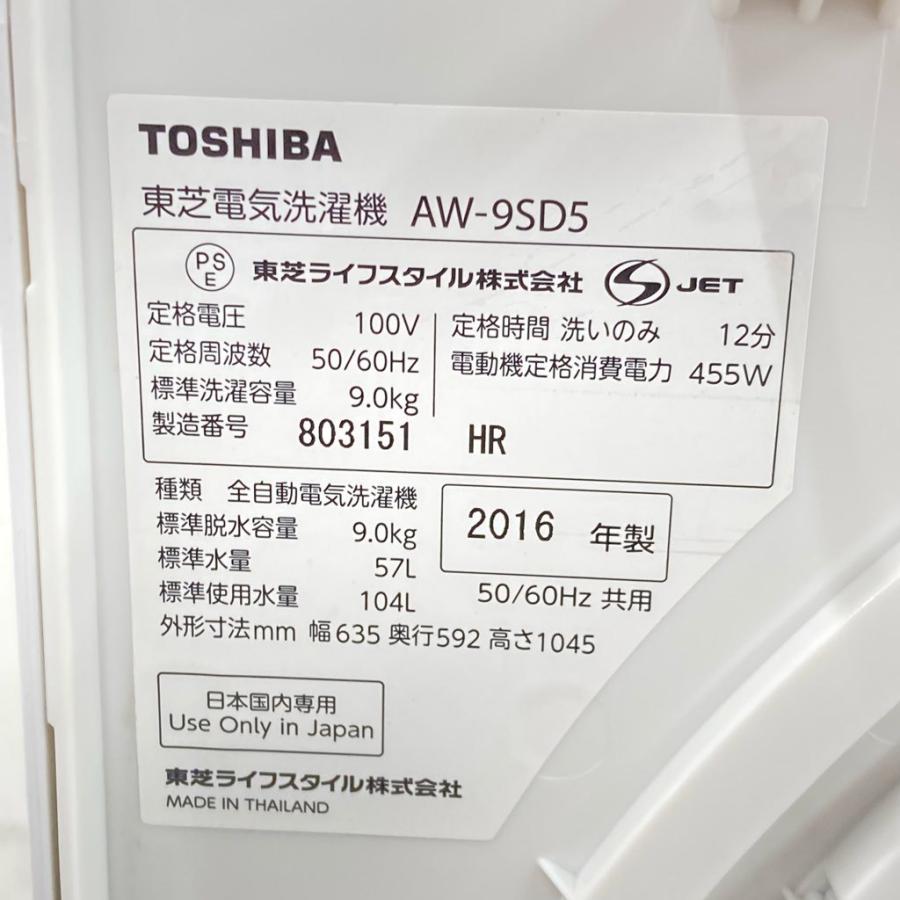 TOSHIBA
東芝電気洗濯機 AW-9SD5
PS E 東芝ライフスタイル株式会社 S JET
定格電圧 100V 定格時間 洗いのみ 12分
定格周波数 50/60Hz 電動機定格消費電力 455W
標準洗濯容量 9.0kg
製造番号 803151 HR
種類 全自動電気洗濯機
標準脱水容量 9.0kg 2016 年製
標準水量 57L
標準使用水量 104L 50/60Hz 共用
外形寸法mm 幅635 奥行592 高さ1045
日本国内専用
Use Only in Japan
東芝ライフスタイル株式会社
MADE IN THAILAND